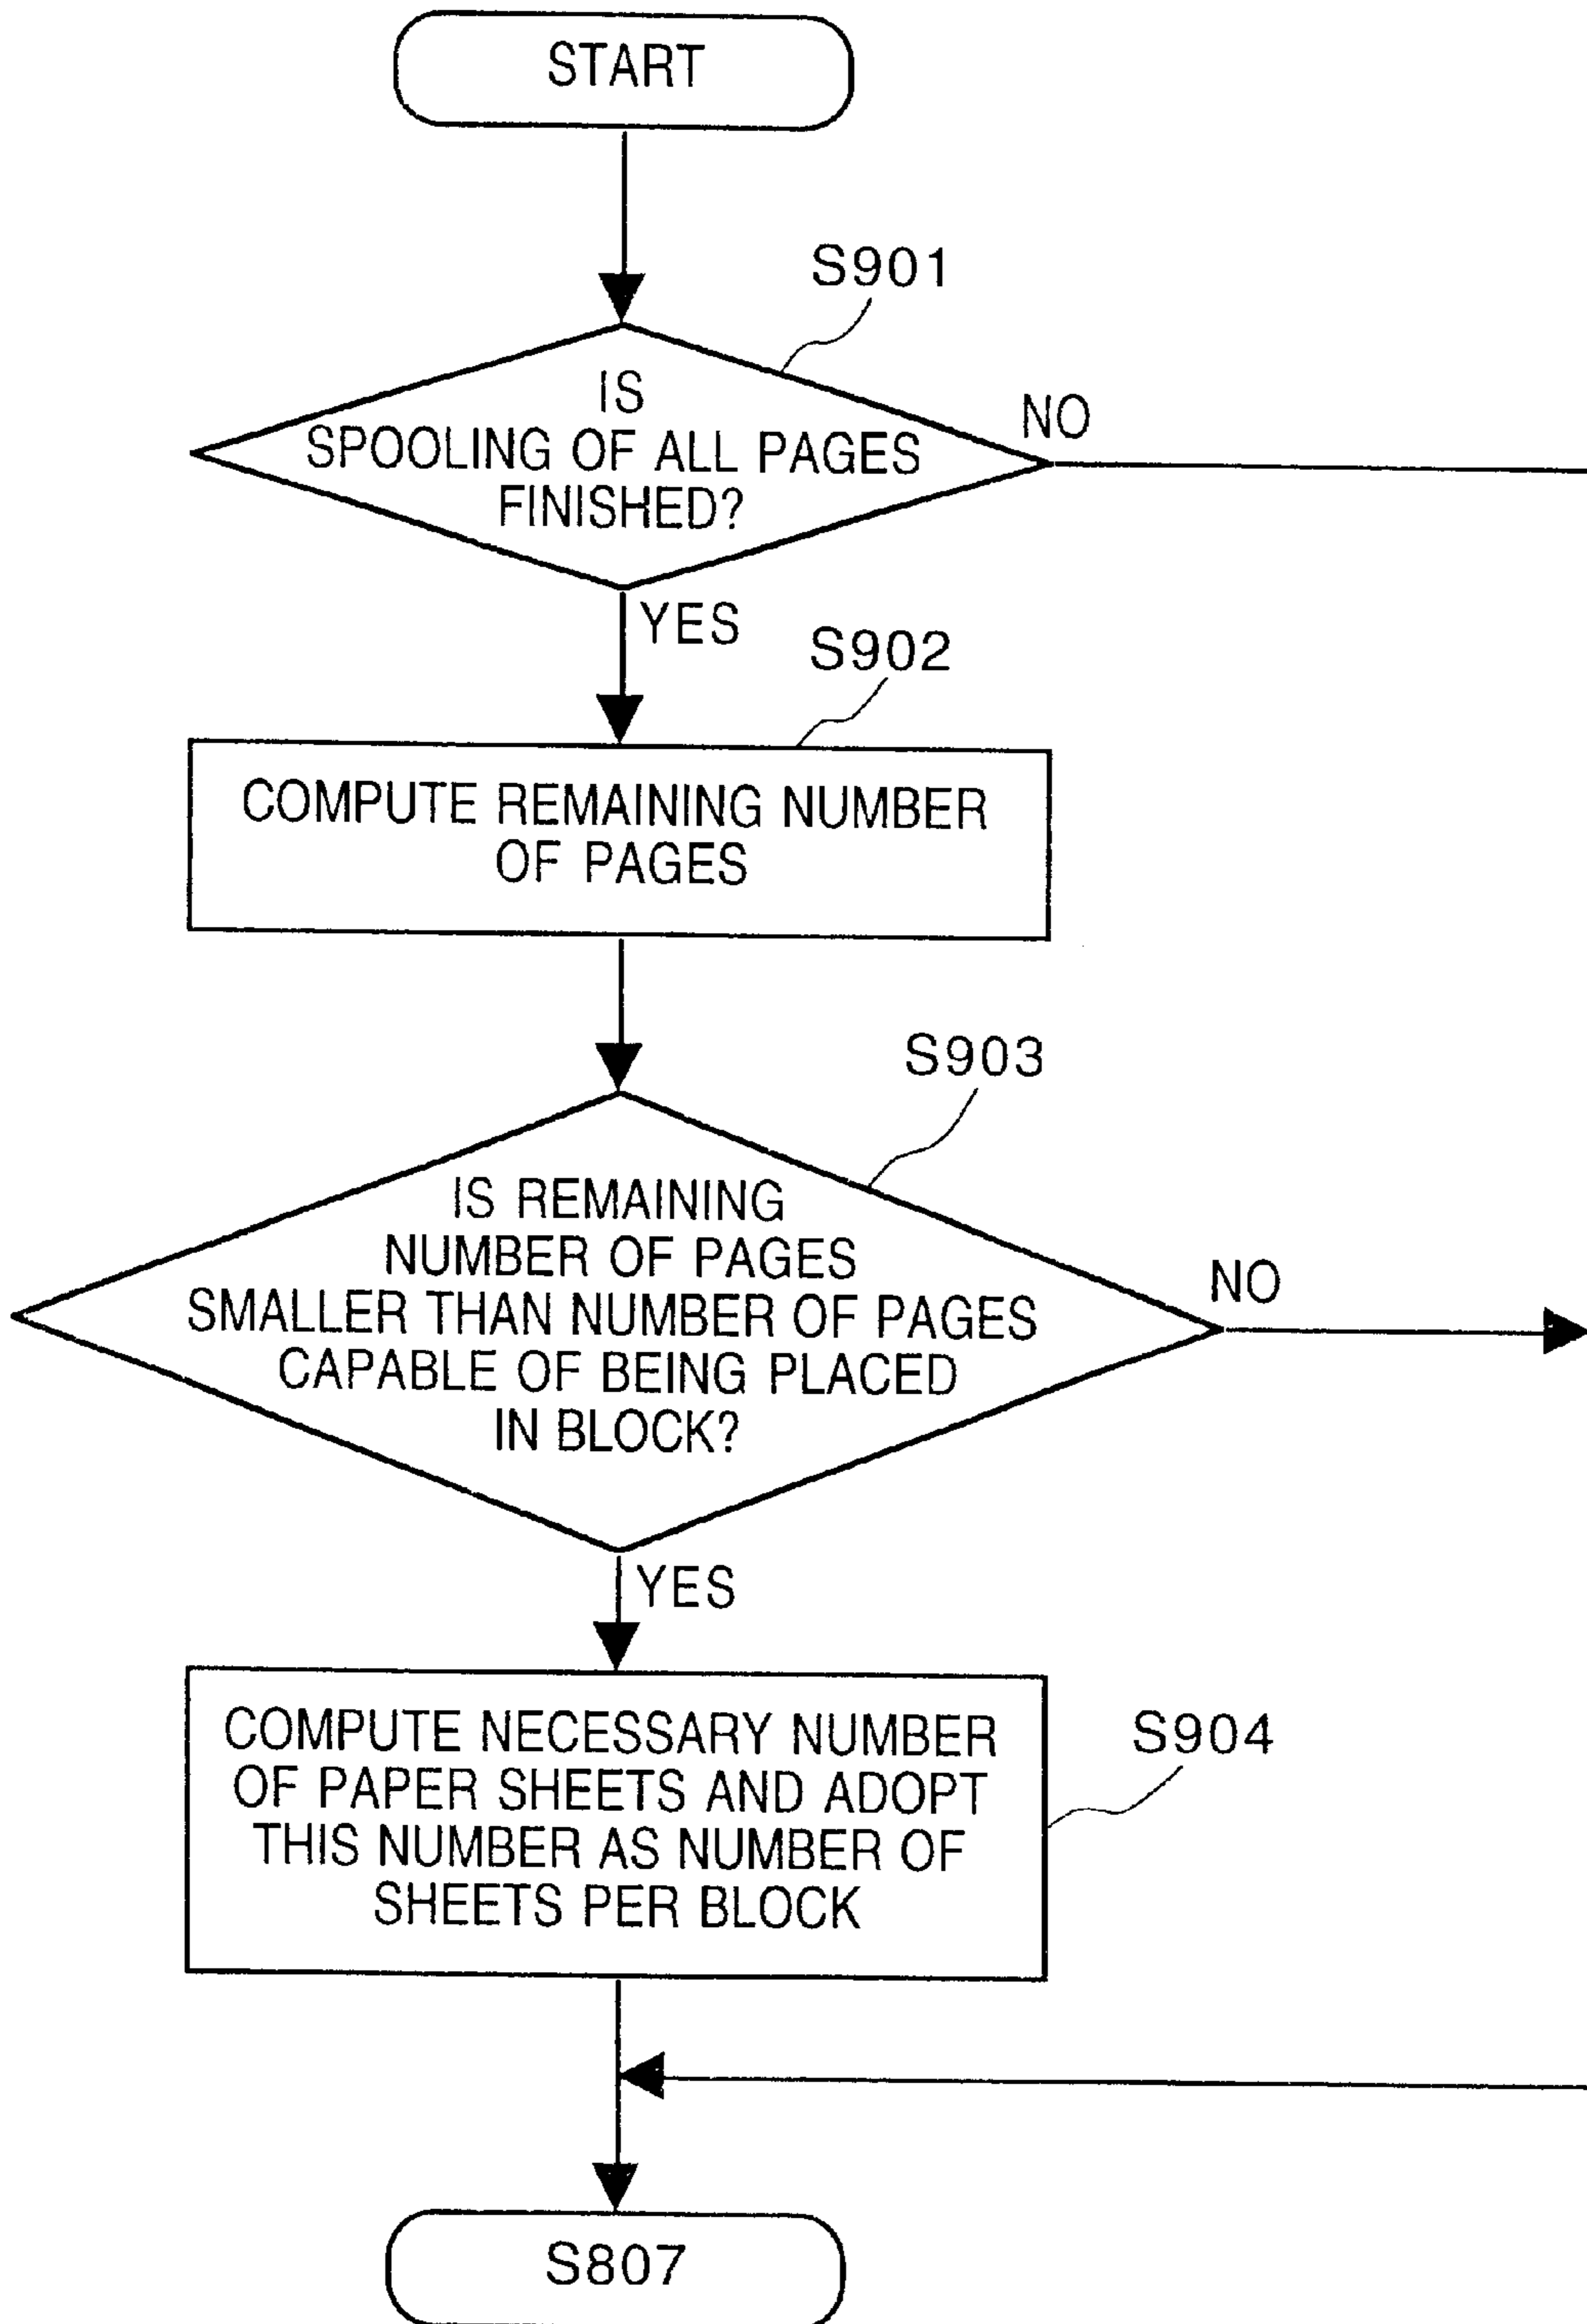 START
S901
IS
SPOOLING OF ALL PAGES
FINISHED?
NO
YES
S902
COMPUTE REMAINING NUMBER
OF PAGES
S903
IS REMAINING
NUMBER OF PAGES
SMALLER THAN NUMBER OF PAGES
CAPABLE OF BEING PLACED
IN BLOCK?
NO
YES
COMPUTE NECESSARY NUMBER
OF PAPER SHEETS AND ADOPT
THIS NUMBER AS NUMBER OF
SHEETS PER BLOCK
S904
S807